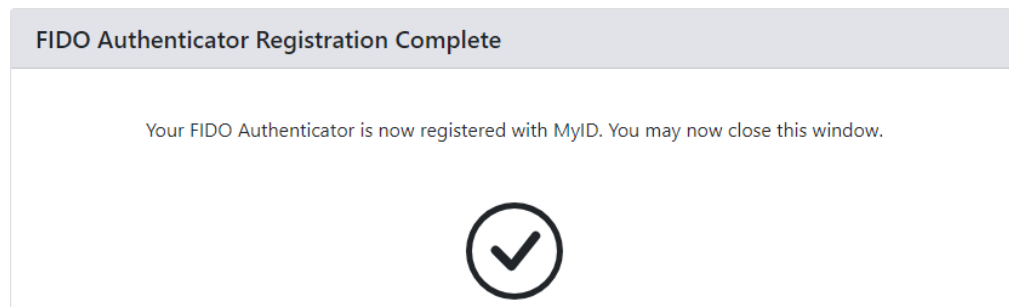 FIDO Authenticator Registration Complete
Your FIDO Authenticator is now registered with MyID. You may now close this window.